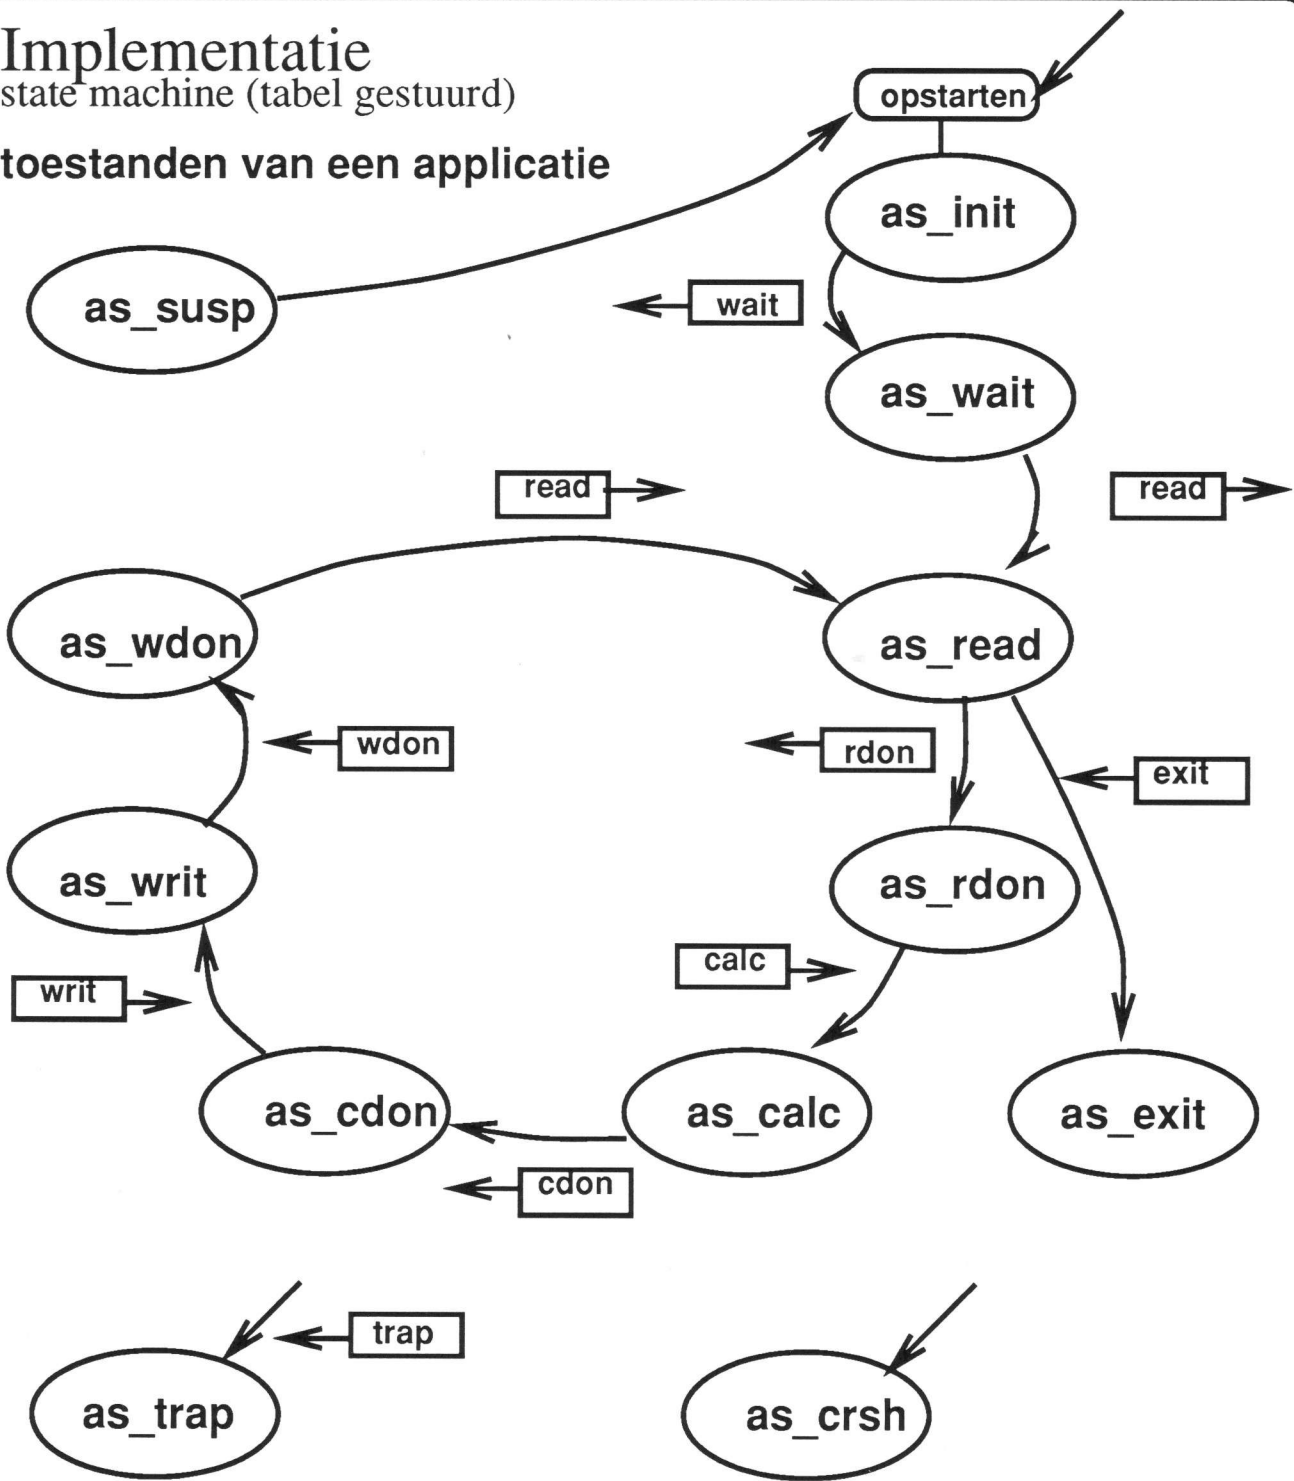 Implementatie
state machine (tabel gestuurd)
toestanden van een applicatie
opstarten
as_init
as_susp
wait
as_wait
read
read
as_wdon
as_read
wdon
rdon
exit
as_writ
as_rdon
calc
writ
as_cdon
as_calc
as_exit
cdon
trap
as_trap
as_crsh